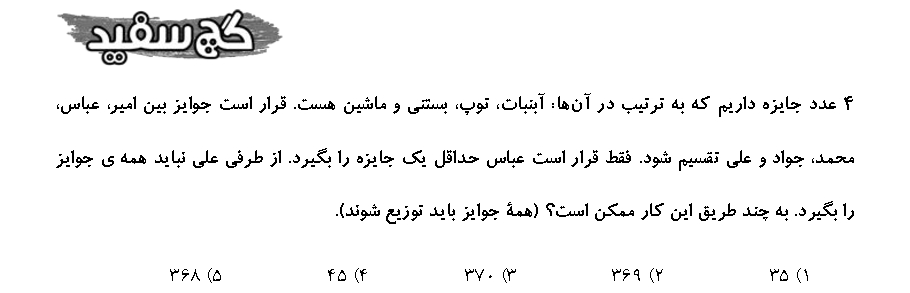 گچ سفید
۴ عدد جایزه داریم که به ترتیب در آن‌ها: آبنبات، توپ، بستنی و ماشین هست. قرار است جوایز بین امیر، عباس،
محمد، جواد و علی تقسیم شود. فقط قرار است عباس حداقل یک جایزه را بگیرد. از طرفی علی نباید همه ی جوایز
را بگیرد. به چند طریق این کار ممکن است؟ (همهٔ جوایز باید توزیع شوند).
۱) ۳۵ ۲) ۳۶۹ ۳) ۳۷۰ ۴) ۴۵ ۵) ۳۶۸